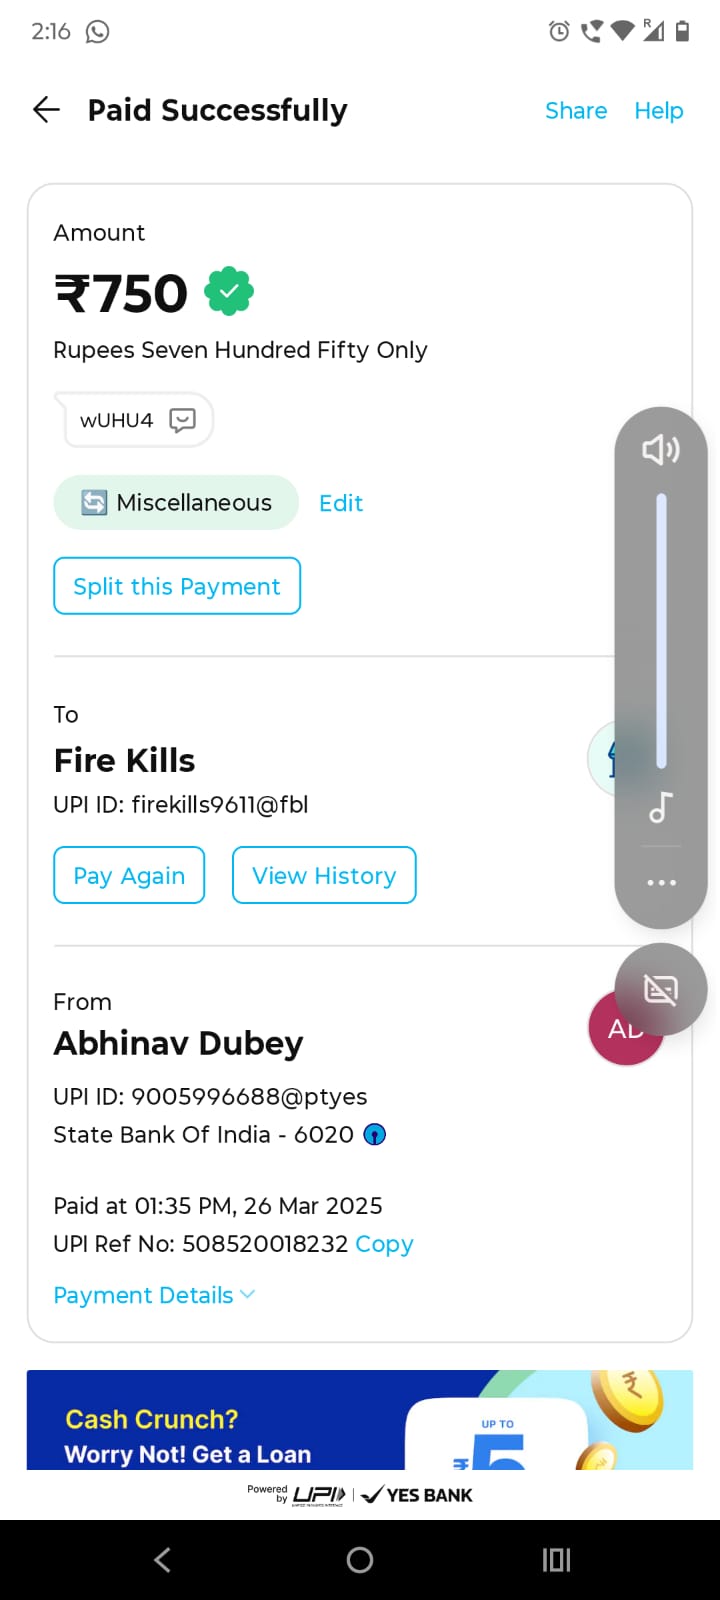 2:16
R
Paid Successfully Share Help
Amount
₹750
Rupees Seven Hundred Fifty Only
wUHU4
Miscellaneous Edit
Split this Payment
To
Fire Kills
UPI ID: firekills9611@fbl
Pay Again View History
From
Abhinav Dubey
AD
UPI ID: 9005996688@ptyes
State Bank Of India - 6020
Paid at 01:35 PM, 26 Mar 2025
UPI Ref No: 508520018232 Copy
Payment Details
Cash Crunch?
Worry Not! Get a Loan
UP TO
₹5
Powered by UPI | YES BANK